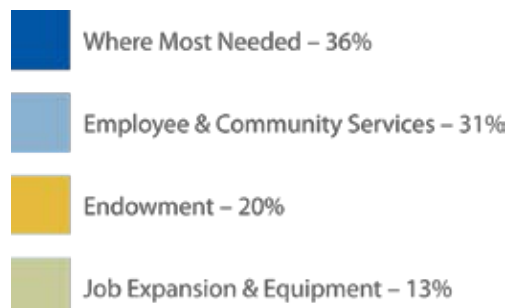 Where Most Needed – 36%
Employee & Community Services – 31%
Endowment – 20%
Job Expansion & Equipment – 13%